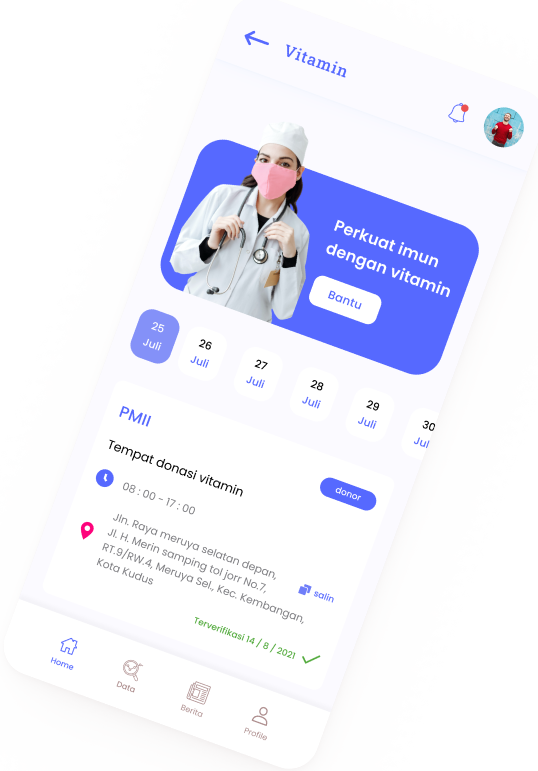 Vitamin
Perkuat imun
dengan vitamin
Bantu
25
Juli
26
Juli
27
Juli
28
Juli
29
Juli
30
Jul
PMII
Tempat donasi vitamin
donor
08 : 00 - 17 : 00
Jln. Raya meruya selatan depan,
Jl. H. Merin samping tol jorr No.7,
RT.9/RW.4, Meruya Sel., Kec. Kembangan,
Kota Kudus
salin
Terverifikasi 14 / 8 / 2021
Home
Data
Berita
Profile